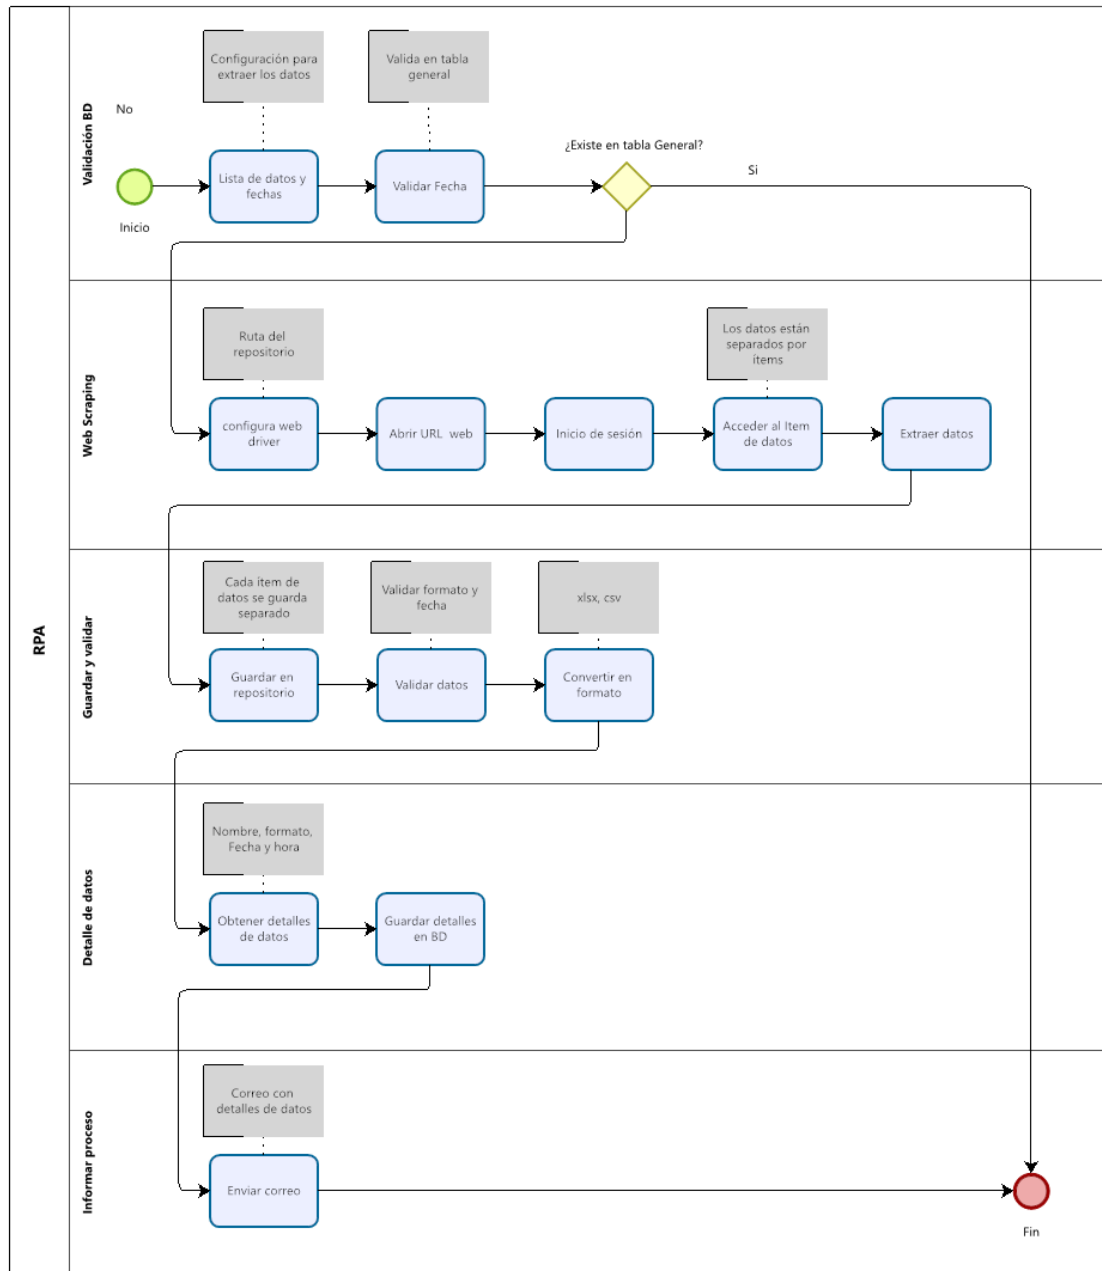 RPA
Validación BD
Configuración para
extraer los datos
Valida en tabla
general
No
¿Existe en tabla General?
Si
Lista de datos y
fechas
Validar Fecha
Inicio
Web Scraping
Ruta del
repositorio
Los datos están
separados por
ítems
configura web
driver
Abrir URL web
Inicio de sesión
Acceder al Item
de datos
Extraer datos
Guardar y validar
Cada ítem de
datos se guarda
separado
Validar formato y
fecha
xlsx, csv
Guardar en
repositorio
Validar datos
Convertir en
formato
Detalle de datos
Nombre, formato,
Fecha y hora
Obtener detalles
de datos
Guardar detalles
en BD
Informar proceso
Correo con
detalles de datos
Enviar correo
Fin